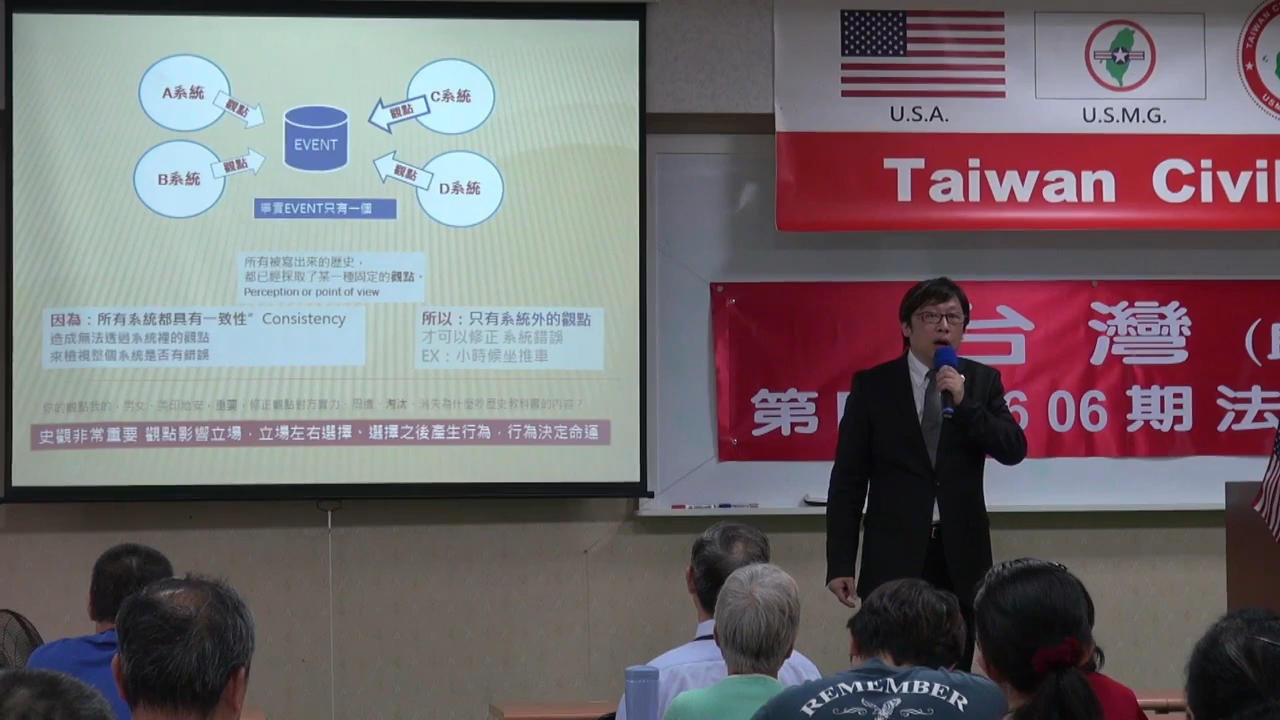 A系統
觀點
C系統
觀點
EVENT
B系統
觀點
D系統
觀點
事實EVENT只有一個
所有被寫出來的歷史，
都已經採取了某一種固定的觀點。
Perception or point of view
因為：所有系統都具有一致性"Consistency
造成無法透過系統裡的觀點
來檢視整個系統是否有錯誤
所以：只有系統外的觀點
才可以修正系統錯誤
EX：小時候坐推車
史觀非常重要 觀點影響立場，立場左右選擇、選擇之後產生行為，行為決定命運
U.S.A.
U.S.M.G.
TAIWAN
Taiwan Civil
台灣
第 6 06 期 法
REMEMBER